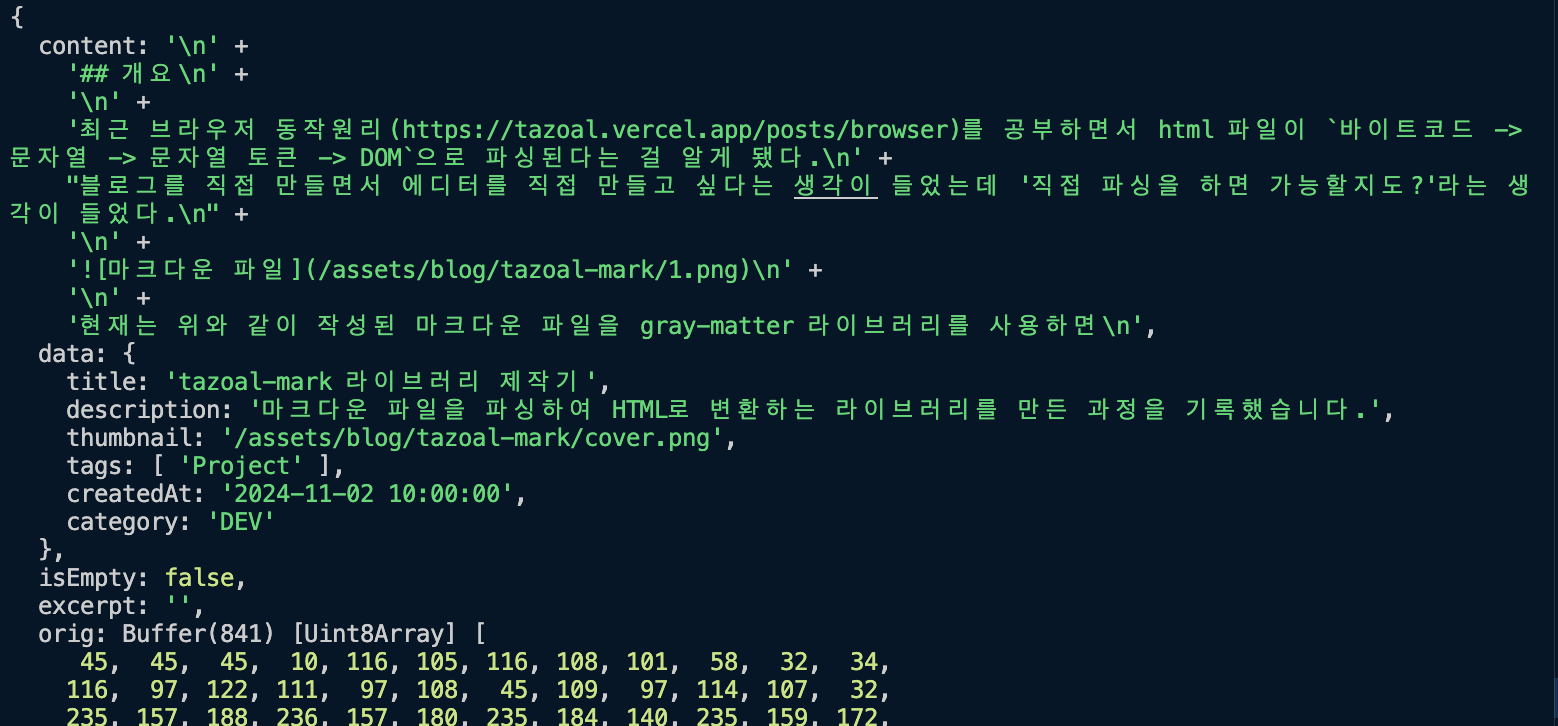 {
content: '\n' +
'## 개요\n' +
'\n' +
'최근 브라우저 동작원리(https://tazoal.vercel.app/posts/browser)를 공부하면서 html 파일이 `바이트코드 ->
문자열 -> 문자열 토큰 -> DOM`으로 파싱된다는 걸 알게 됐다.\n' +
"블로그를 직접 만들면서 에디터를 직접 만들고 싶다는 생각이 들었는데 '직접 파싱을 하면 가능할지도?'라는 생
각이 들었다.\n" +
'\n' +
'![마크다운 파일](/assets/blog/tazoal-mark/1.png)\n' +
'\n' +
'현재는 위와 같이 작성된 마크다운 파일을 gray-matter 라이브러리를 사용하면\n',
data: {
title: 'tazoal-mark 라이브러리 제작기',
description: '마크다운 파일을 파싱하여 HTML로 변환하는 라이브러리를 만든 과정을 기록했습니다.',
thumbnail: '/assets/blog/tazoal-mark/cover.png',
tags: [ 'Project' ],
createdAt: '2024-11-02 10:00:00',
category: 'DEV'
},
isEmpty: false,
excerpt: '',
orig: Buffer(841) [Uint8Array] [
45, 45, 45, 10, 116, 105, 116, 108, 101, 58, 32, 34,
116, 97, 122, 111, 97, 108, 45, 109, 97, 114, 107, 32,
235, 157, 188, 236, 157, 180, 235, 184, 140, 235, 159, 172,